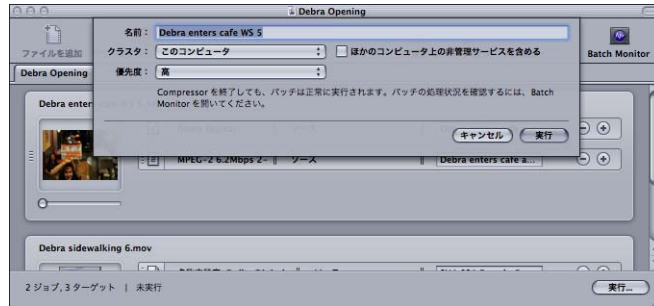 Debra Opening
ファイルを追加
名前：
Debra enters cafe WS 5
クラスタ：
このコンピュータ
ほかのコンピュータ上の非管理サービスを含める
Batch Monitor
Debra Opening
優先度：
高
Compressor を終了しても、バッチは正常に実行されます。バッチの処理状況を確認するには、Batch
Monitor を開いてください。
キャンセル
実行
Debra enter
MPEG-2 6.2Mbps 2-
ソース
Debra enters cafe a...
Debra sidewalking 6.mov
2 ジョブ, 3 ターゲット | 未実行
実行...